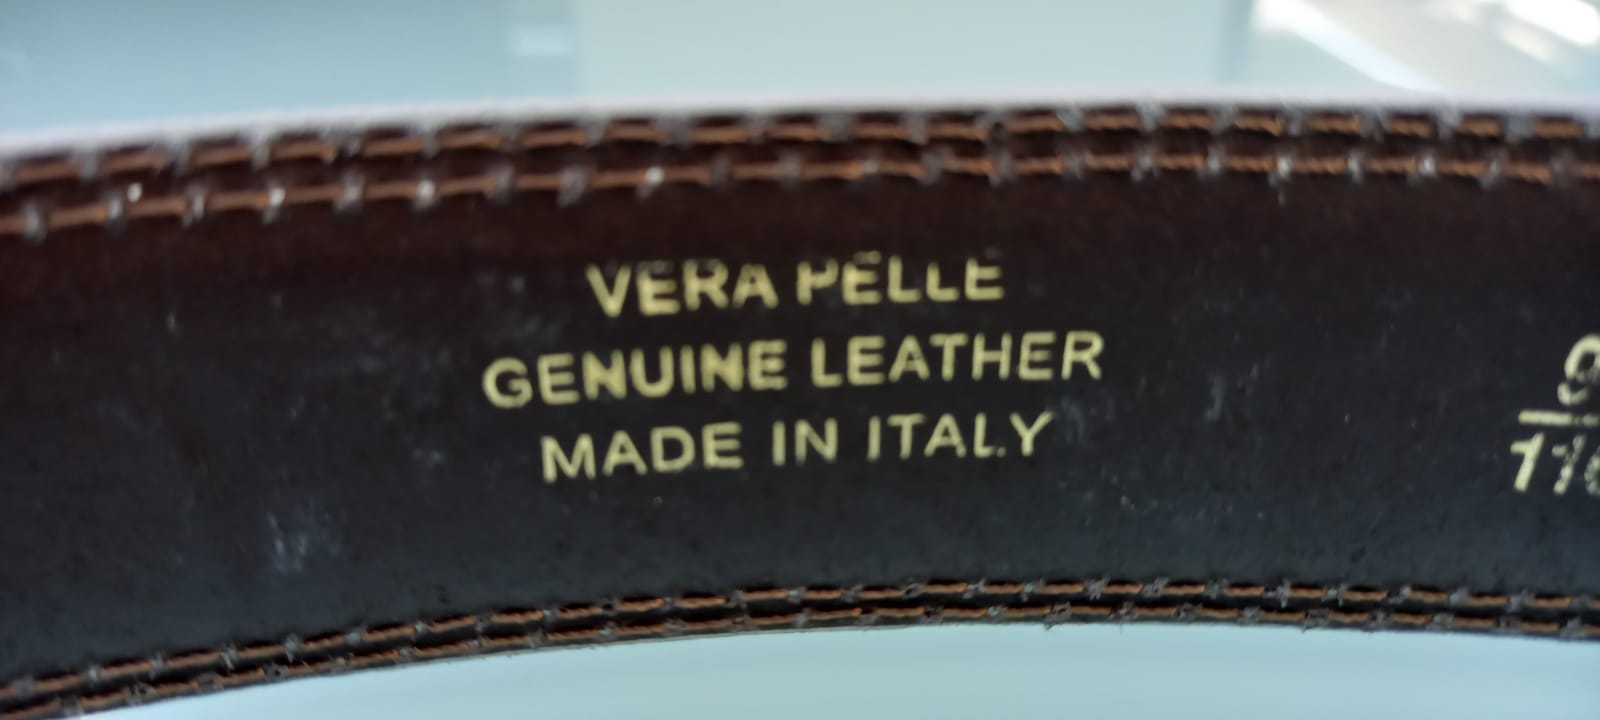 VERA PELLE
GENUINE LEATHER
MADE IN ITALY